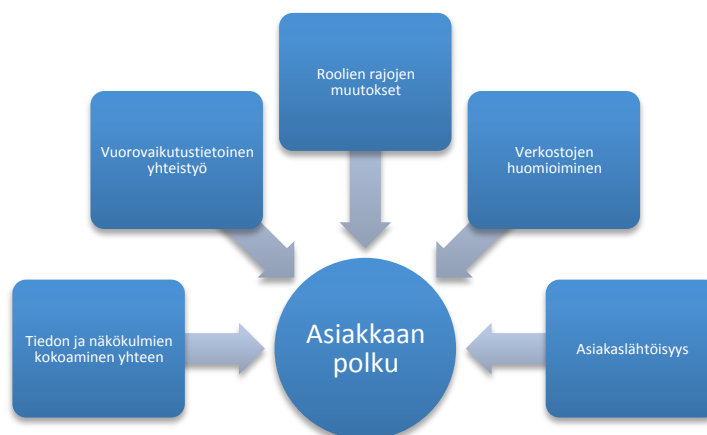 Roolien rajojen
muutokset
Vuorovaikutustietoinen
yhteistyö
Verkostojen
huomioiminen
Tiedon ja näkökulmien
kokoaminen yhteen
Asiakkaan
polku
Asiakaslähtöisyys